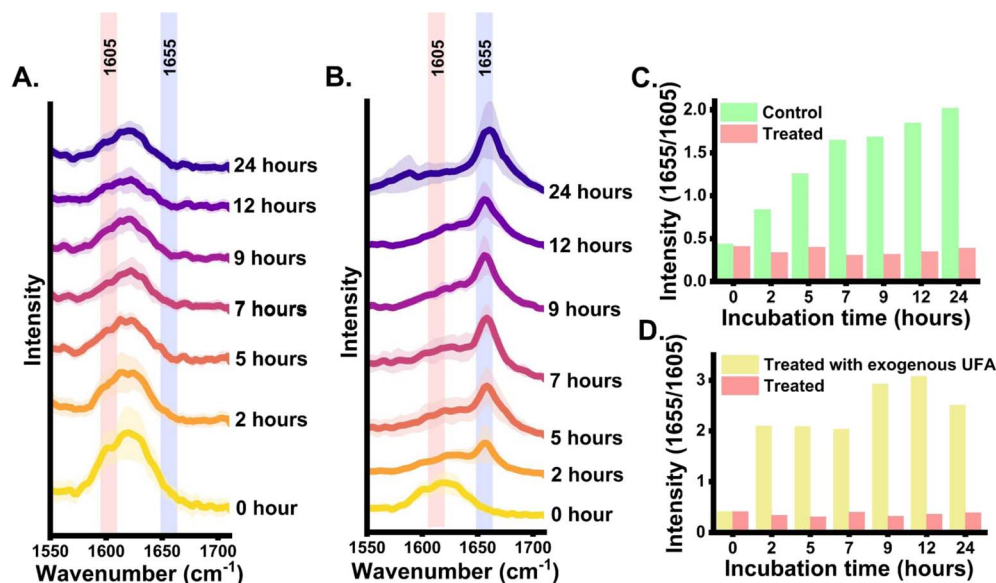 A.
1605
1655
24 hours
12 hours
9 hours
7 hours
5 hours
2 hours
0 hour
Intensity
1550 1600 1650 1700
Wavenumber (cm⁻¹)
B.
1605
1655
24 hours
12 hours
9 hours
7 hours
5 hours
2 hours
0 hour
Intensity
1550 1600 1650 1700
Wavenumber (cm⁻¹)
C.
Control
Treated
Intensity (1655/1605)
2.0
1.5
1.0
0.5
0.0
0 2 5 7 9 12 24
Incubation time (hours)
D.
Treated with exogenous UFA
Treated
Intensity (1655/1605)
3
2
1
0
0 2 5 7 9 12 24
Incubation time (hours)